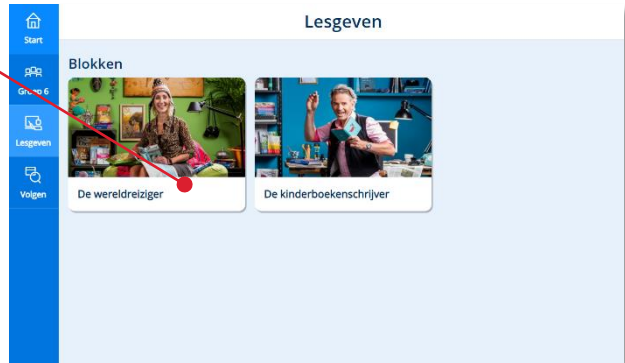 Lesgeven
Start
Groep 6
Lesgeven
Volgen
Blokken
De wereldreiziger
De kinderboekenschrijver